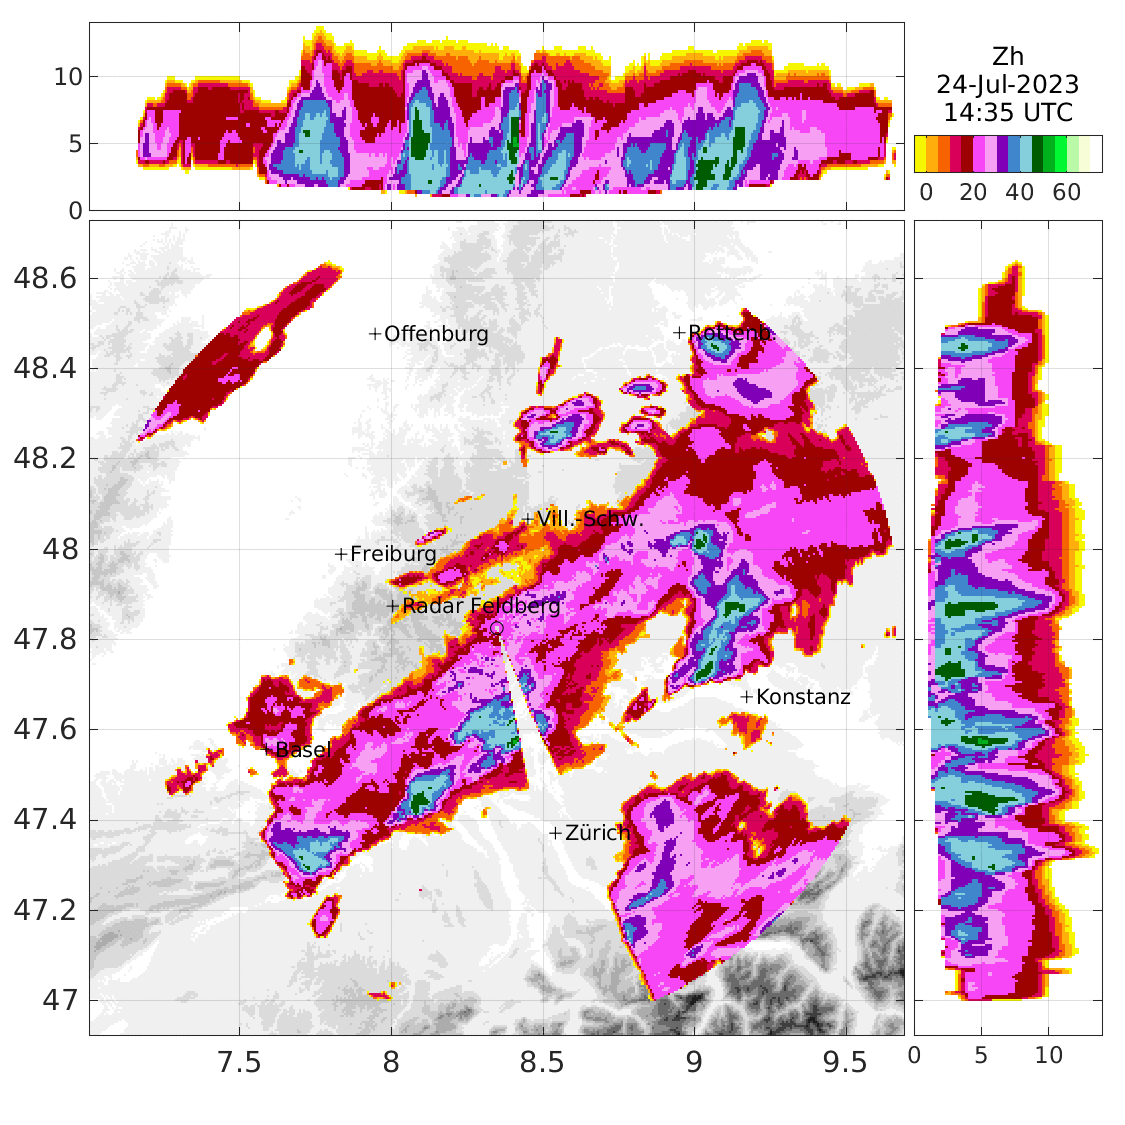 10
5
0
Zh
24-Jul-2023
14:35 UTC
0 20 40 60
48.6
48.4
48.2
48
47.8
47.6
47.4
47.2
47
+Offenburg
+Rottenb.
+Vill.-Schw.
+Freiburg
+Radar Feldberg
+Konstanz
+Basel
+Zürich
7.5 8 8.5 9 9.5
0 5 10